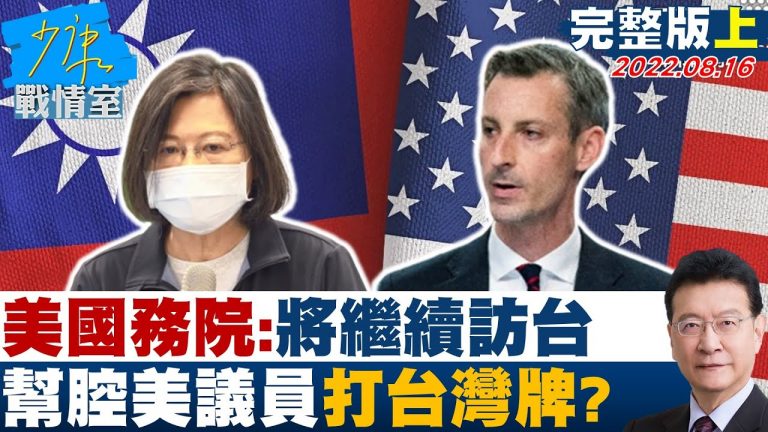 少康
戰情室
完整版上
2022.08.16
美國務院:將繼續訪台
幫腔美議員打台灣牌?